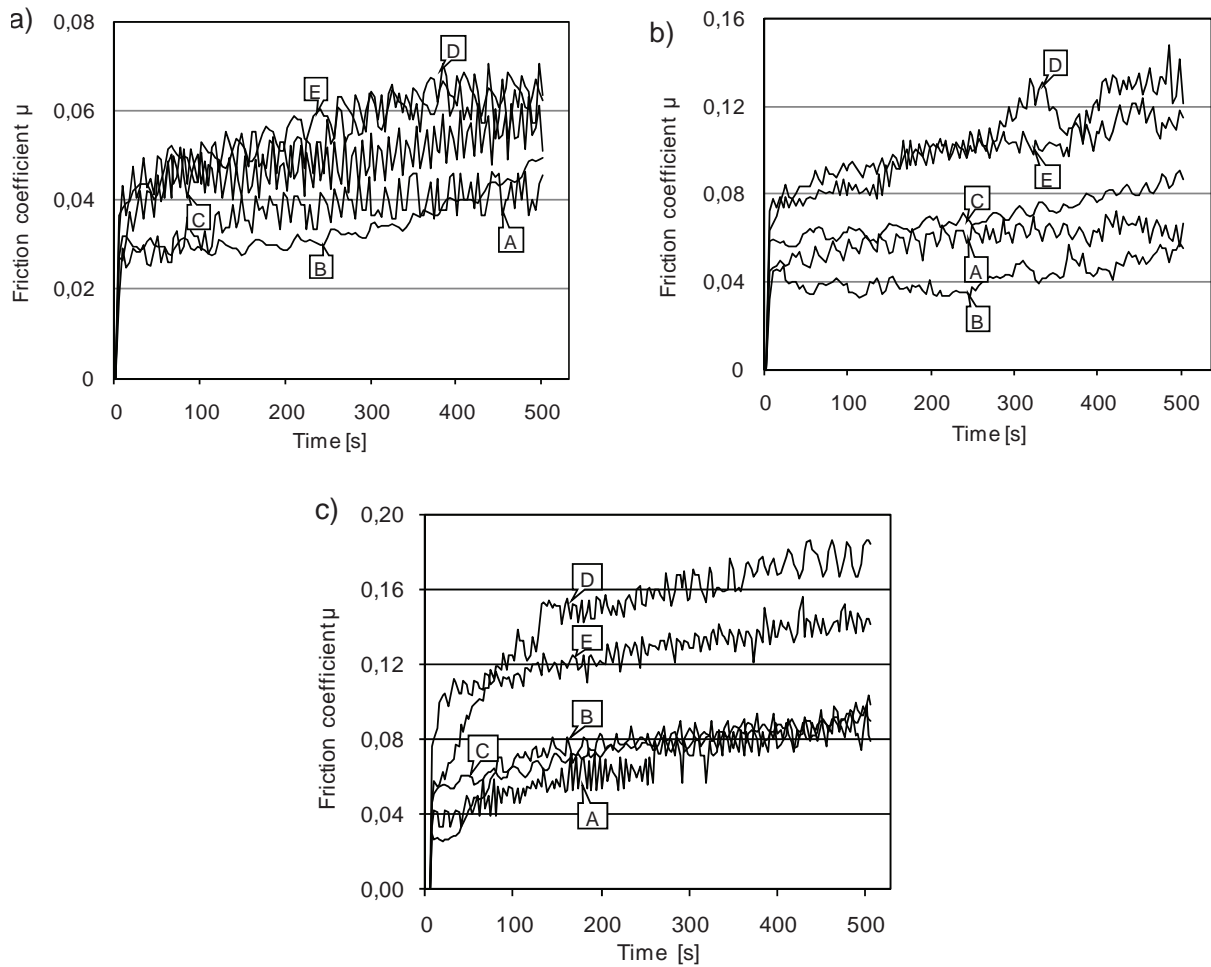 a)
0,08
0,06
0,04
0,02
0
Friction coefficient µ
D
E
C
A
B
0 100 200 300 400 500
Time [s]
b)
0,16
0,12
0,08
0,04
0
Friction coefficient µ
D
E
C
A
B
0 100 200 300 400 500
Time [s]
c)
0,20
0,16
0,12
0,08
0,04
0,00
Friction coefficient µ
D
E
B
C
A
0 100 200 300 400 500
Time [s]